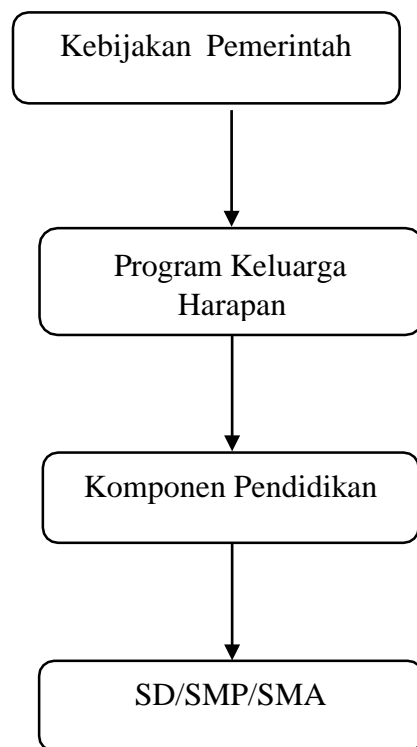 Kebijakan Pemerintah
Program Keluarga
Harapan
Komponen Pendidikan
SD/SMP/SMA